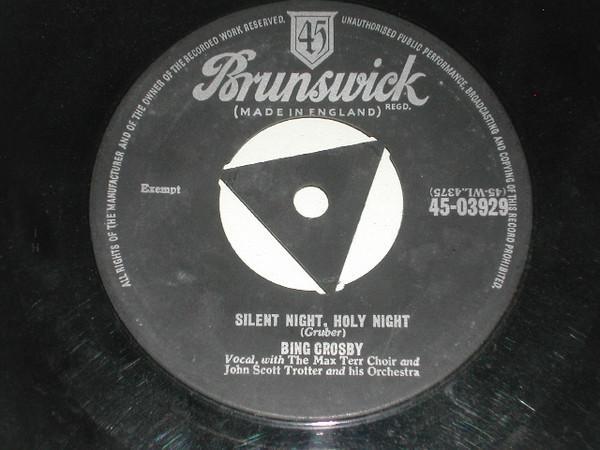 ALL RIGHTS OF THE MANUFACTURER AND OF THE OWNER OF THE RECORDED WORK RESERVED. UNAUTHORISED PUBLIC PERFORMANCE, BROADCASTING AND COPYING OF THIS RECORD PROHIBITED.
45
Brunswick
REGD.
(MADE IN ENGLAND)
Exempt
(45-WL.4375)
45-03929
SILENT NIGHT, HOLY NIGHT
(Gruber)
BING CROSBY
Vocal, with The Max Terr Choir and
John Scott Trotter and his Orchestra